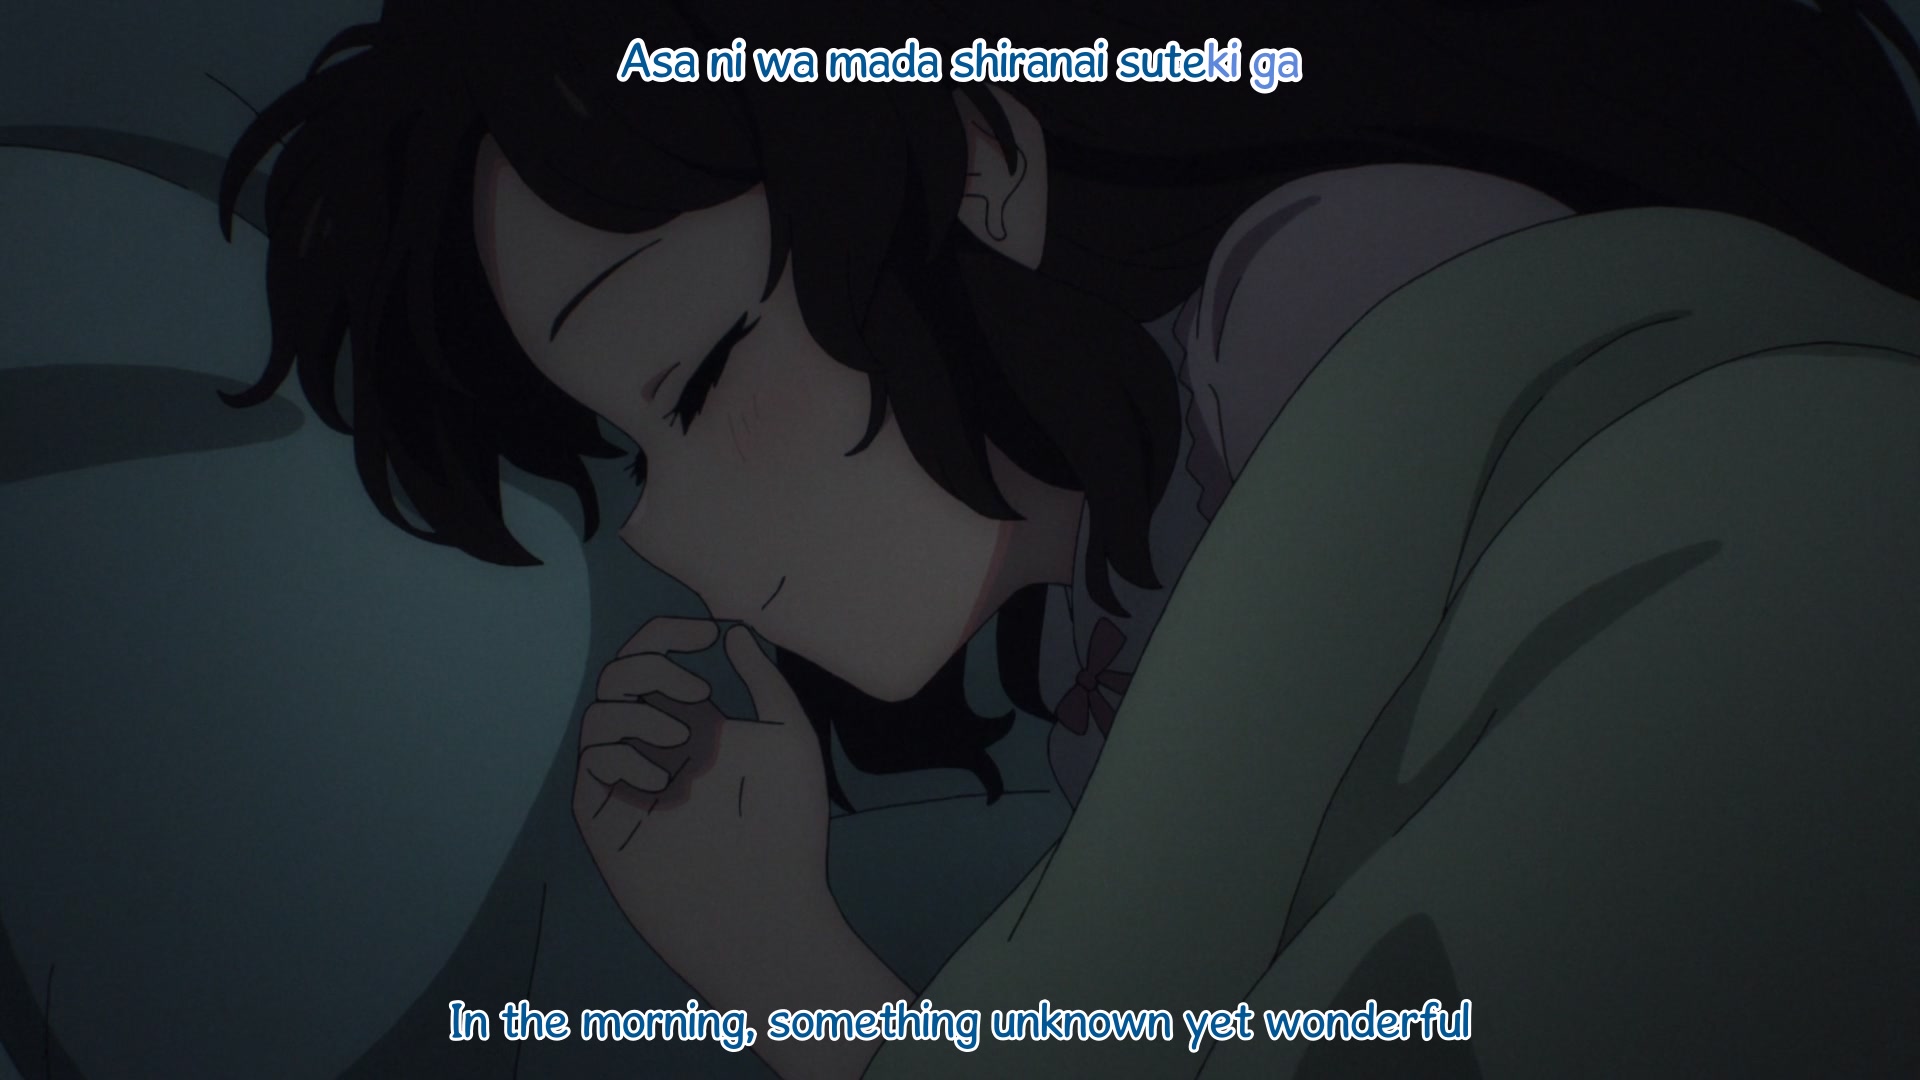 Asa ni wa mada shiranai suteki ga
In the morning, something unknown yet wonderful